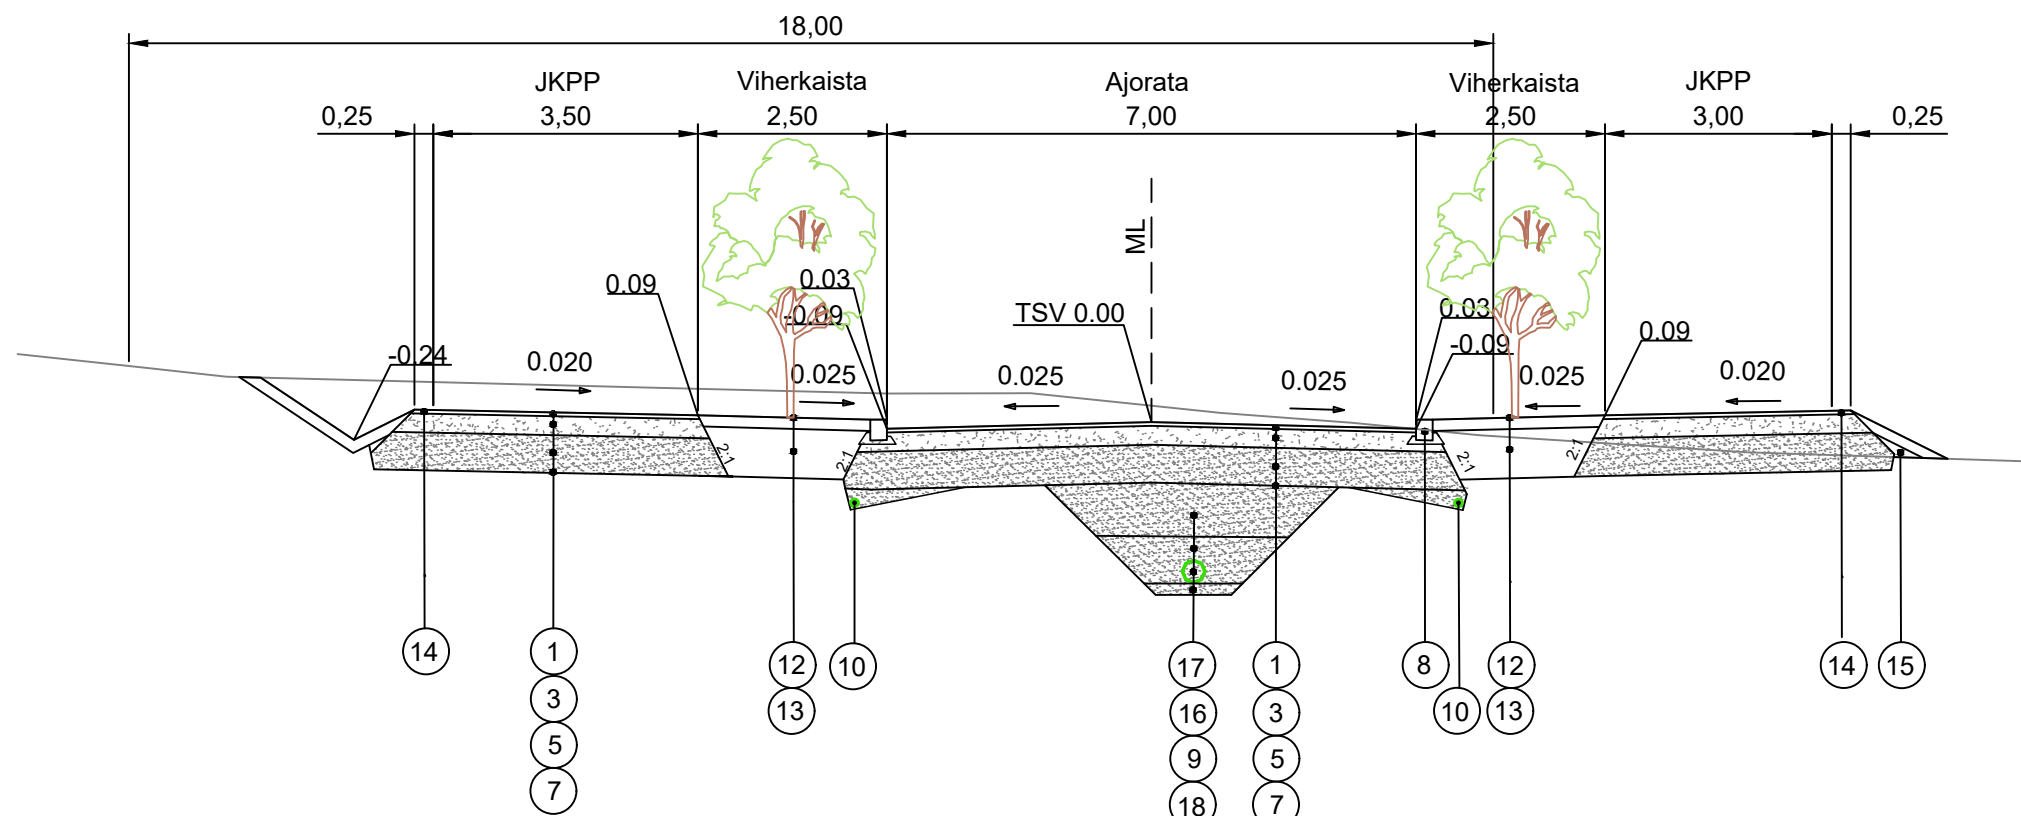 18,00
JKPP Viherkaista Ajorata Viherkaista JKPP
0,25 3,50 2,50 7,00 2,50 3,00 0,25
ML
0.09 0.03 0.03
-0.09 TSV 0.00 -0.09 0.09
-0.24 0.020 0.025 0.025 0.025 0.025 0.020
2:1 2:1 2:1 2:1
14 1 12 10 17 1 8 12 14 15
3 13 16 3 10 13
5 9 5
7 18 7